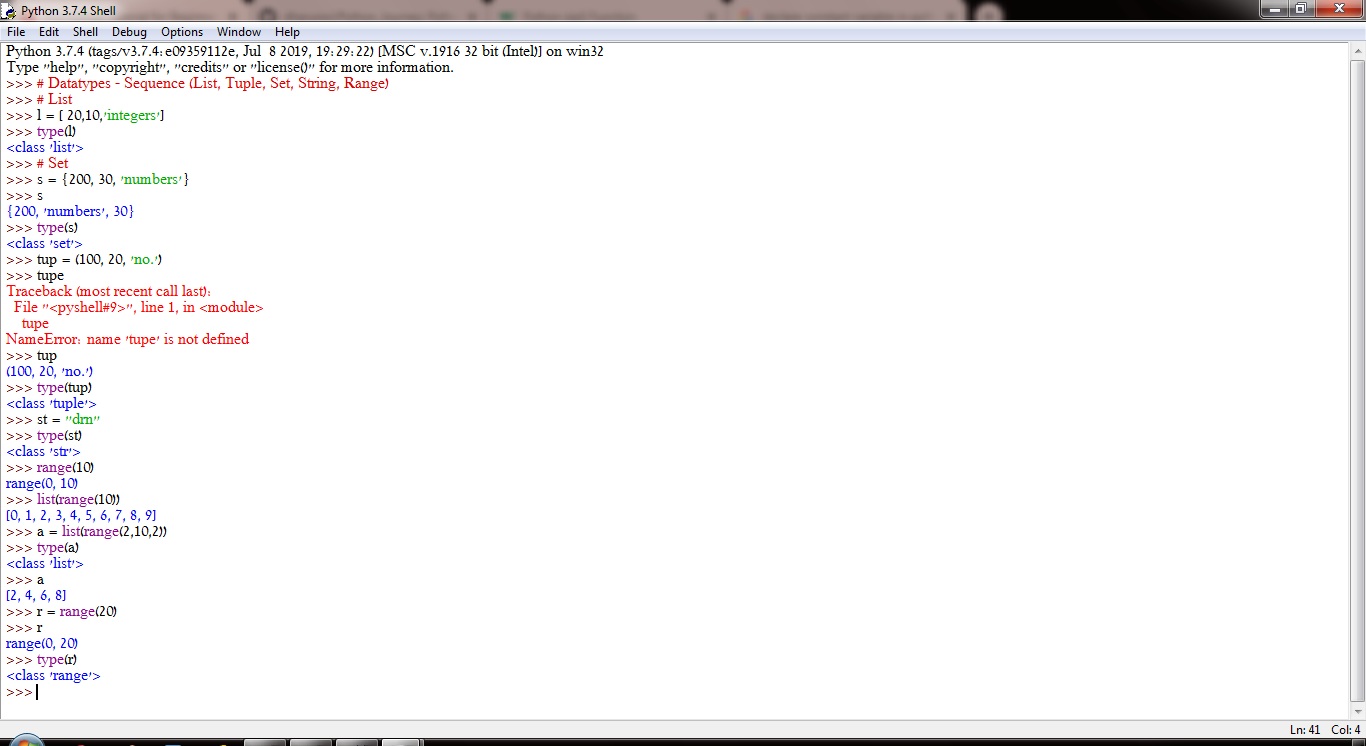 Python 3.7.4 Shell
File Edit Shell Debug Options Window Help
Python 3.7.4 (tags/v3.7.4:e09359112e, Jul  8 2019, 19:29:22) [MSC v.1916 32 bit (Intel)] on win32
Type "help", "copyright", "credits" or "license()" for more information.
>>> # Datatypes - Sequence (List, Tuple, Set, String, Range)
>>> # List
>>> l = [ 20,10,'integers']
>>> type(l)
<class 'list'>
>>> # Set
>>> s = {200, 30, 'numbers'}
>>> s
{200, 'numbers', 30}
>>> type(s)
<class 'set'>
>>> tup = (100, 20, 'no.')
>>> tupe
Traceback (most recent call last):
  File "<pyshell#9>", line 1, in <module>
    tupe
NameError: name 'tupe' is not defined
>>> tup
(100, 20, 'no.')
>>> type(tup)
<class 'tuple'>
>>> st = "drn"
>>> type(st)
<class 'str'>
>>> range(10)
range(0, 10)
>>> list(range(10))
[0, 1, 2, 3, 4, 5, 6, 7, 8, 9]
>>> a = list(range(2,10,2))
>>> type(a)
<class 'list'>
>>> a
[2, 4, 6, 8]
>>> r = range(20)
>>> r
range(0, 20)
>>> type(r)
<class 'range'>
>>>
Ln: 41 Col: 4